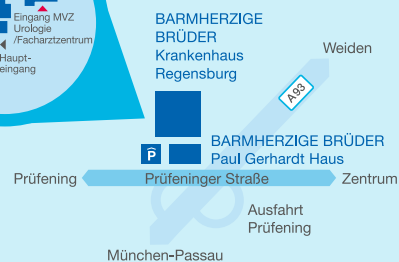 Eingang MVZ
Urologie
/Facharztzentrum
Haupt-
eingang
BARMHERZIGE
BRÜDER
Krankenhaus
Regensburg
Weiden
A93
P
BARMHERZIGE BRÜDER
Paul Gerhardt Haus
Prüfening
Prüfeninger Straße
Zentrum
Ausfahrt
Prüfening
München-Passau